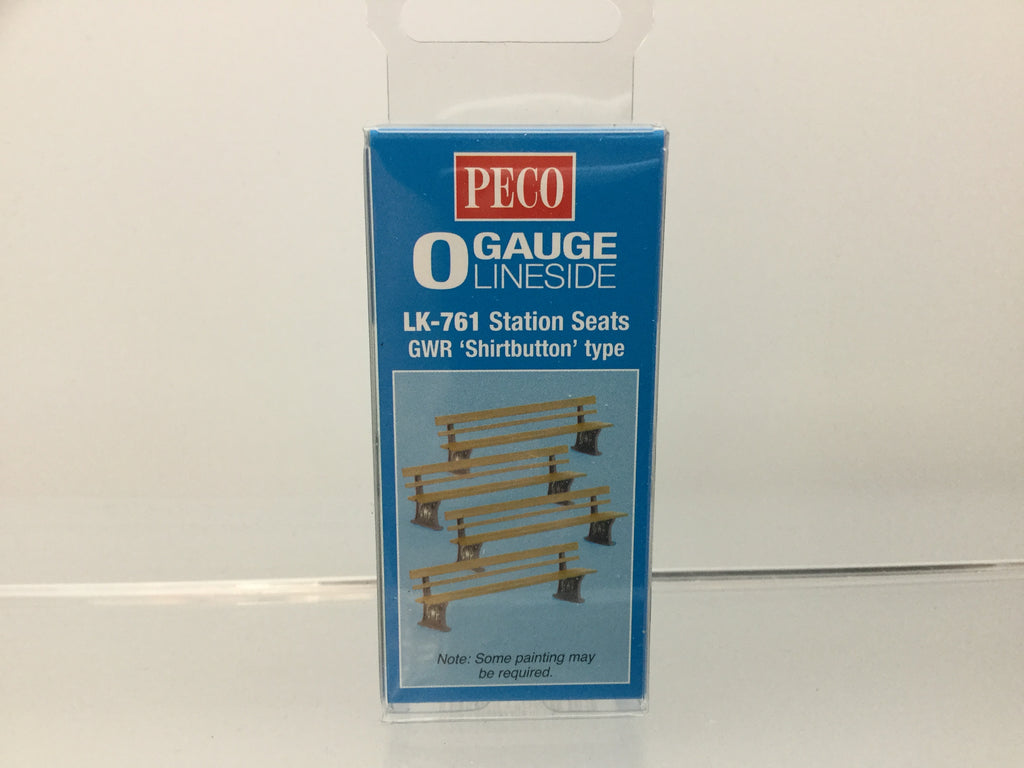 PECO
O GAUGE
LINESIDE
LK-761 Station Seats
GWR ‘Shirtbutton’ type
Note: Some painting may
be required.